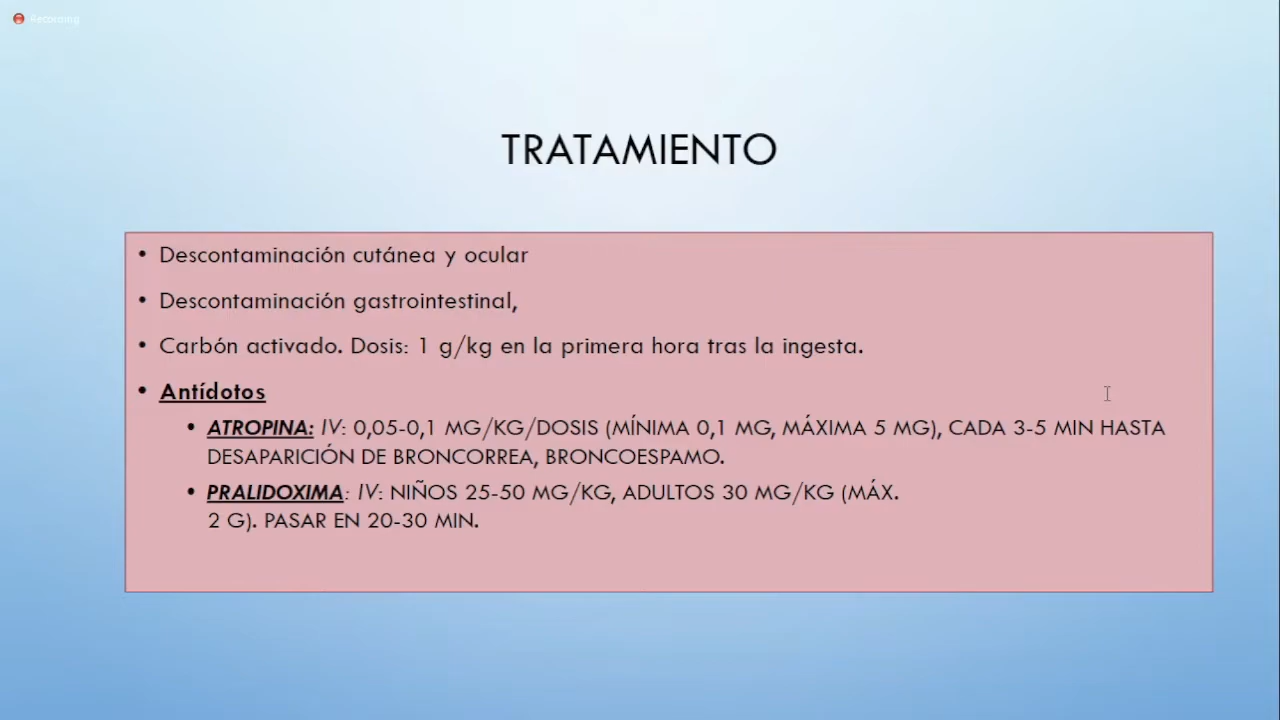 Recording
TRATAMIENTO
• Descontaminación cutánea y ocular
• Descontaminación gastrointestinal,
• Carbón activado. Dosis: 1 g/kg en la primera hora tras la ingesta.
• Antídotos
• ATROPINA: IV: 0,05-0,1 MG/KG/DOSIS (MÍNIMA 0,1 MG, MÁXIMA 5 MG), CADA 3-5 MIN HASTA
DESAPARICIÓN DE BRONCORREA, BRONCOESPAMO.
• PRALIDOXIMA: IV: NIÑOS 25-50 MG/KG, ADULTOS 30 MG/KG (MÁX.
2 G). PASAR EN 20-30 MIN.